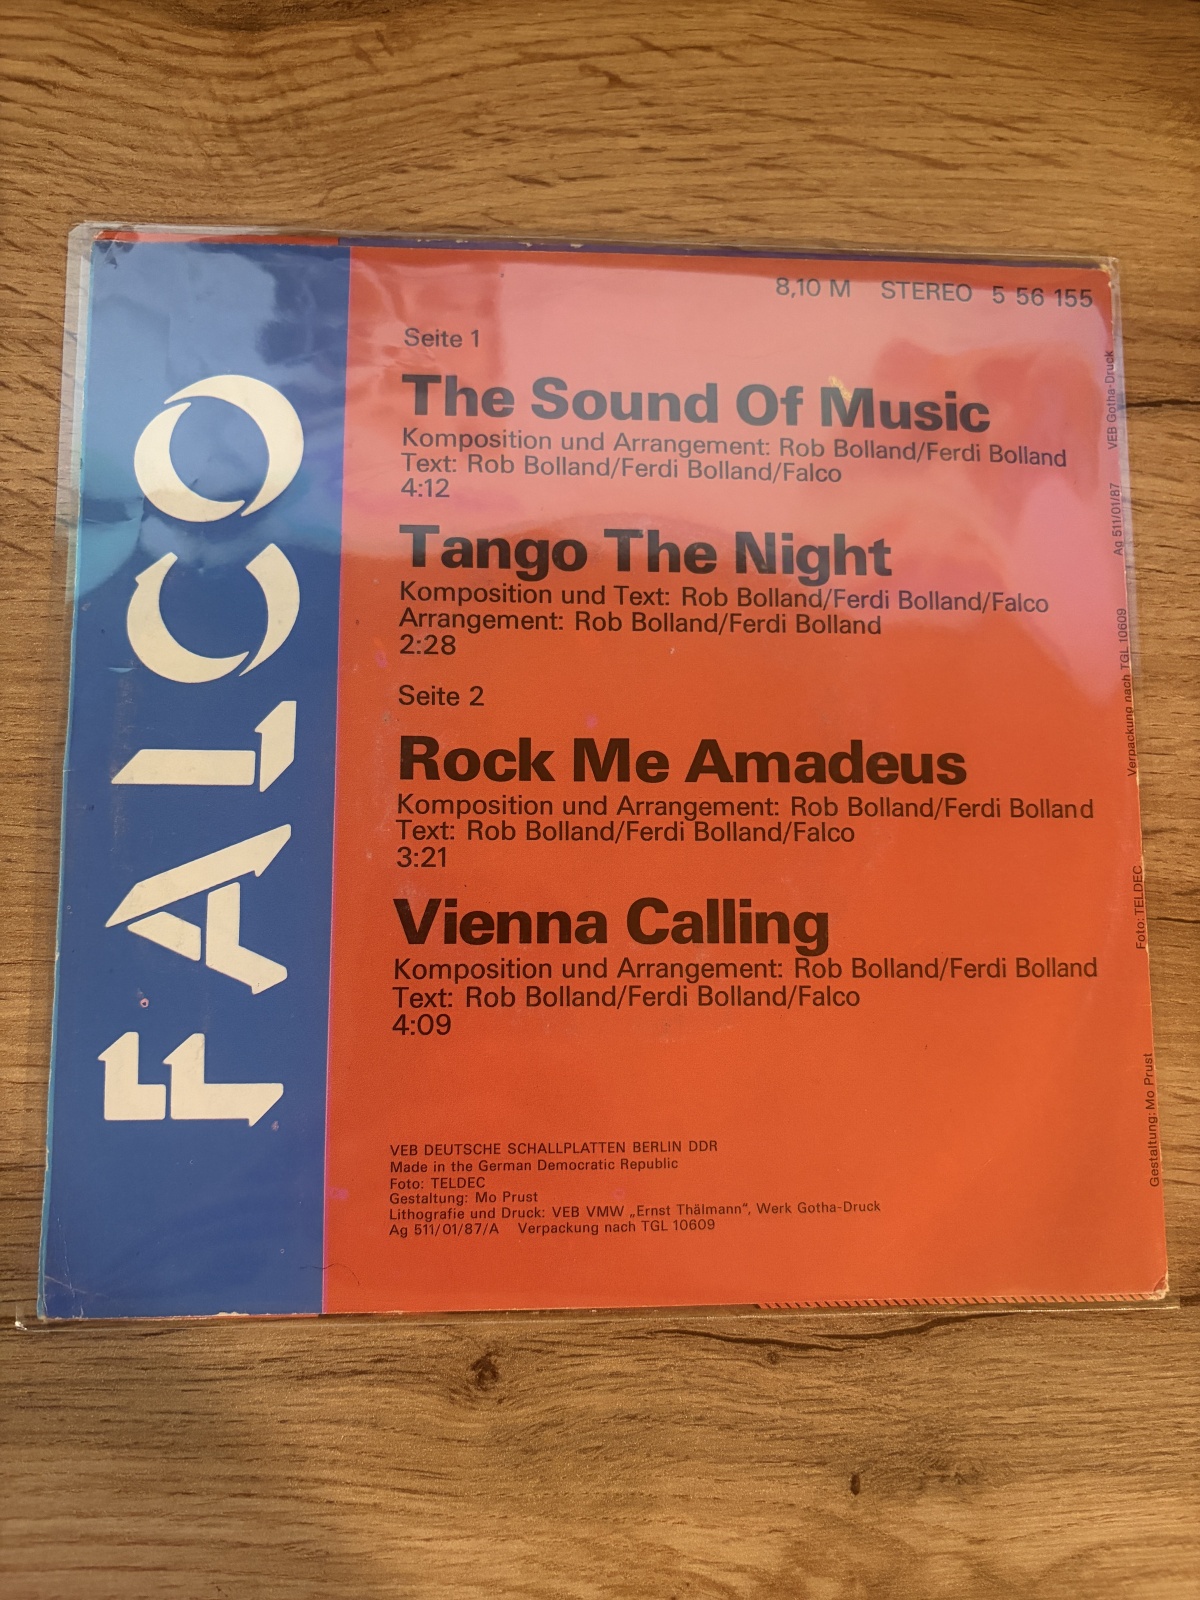 FALCO
8,10 M STEREO 5 56 155
Seite 1
The Sound Of Music
Komposition und Arrangement: Rob Bolland/Ferdi Bolland
Text: Rob Bolland/Ferdi Bolland/Falco
4:12
Tango The Night
Komposition und Text: Rob Bolland/Ferdi Bolland/Falco
Arrangement: Rob Bolland/Ferdi Bolland
2:28
Seite 2
Rock Me Amadeus
Komposition und Arrangement: Rob Bolland/Ferdi Bolland
Text: Rob Bolland/Ferdi Bolland/Falco
3:21
Vienna Calling
Komposition und Arrangement: Rob Bolland/Ferdi Bolland
Text: Rob Bolland/Ferdi Bolland/Falco
4:09
VEB DEUTSCHE SCHALLPLATTEN BERLIN DDR
Made in the German Democratic Republic
Foto: TELDEC
Gestaltung: Mo Prust
Lithografie und Druck: VEB VMW „Ernst Thälmann", Werk Gotha-Druck
Ag 511/01/87/A Verpackung nach TGL 10609
Gestaltung: Mo Prust Foto: TELDEC Verpackung nach TGL 10609 Ag 511/01/87 VEB Gotha-Druck